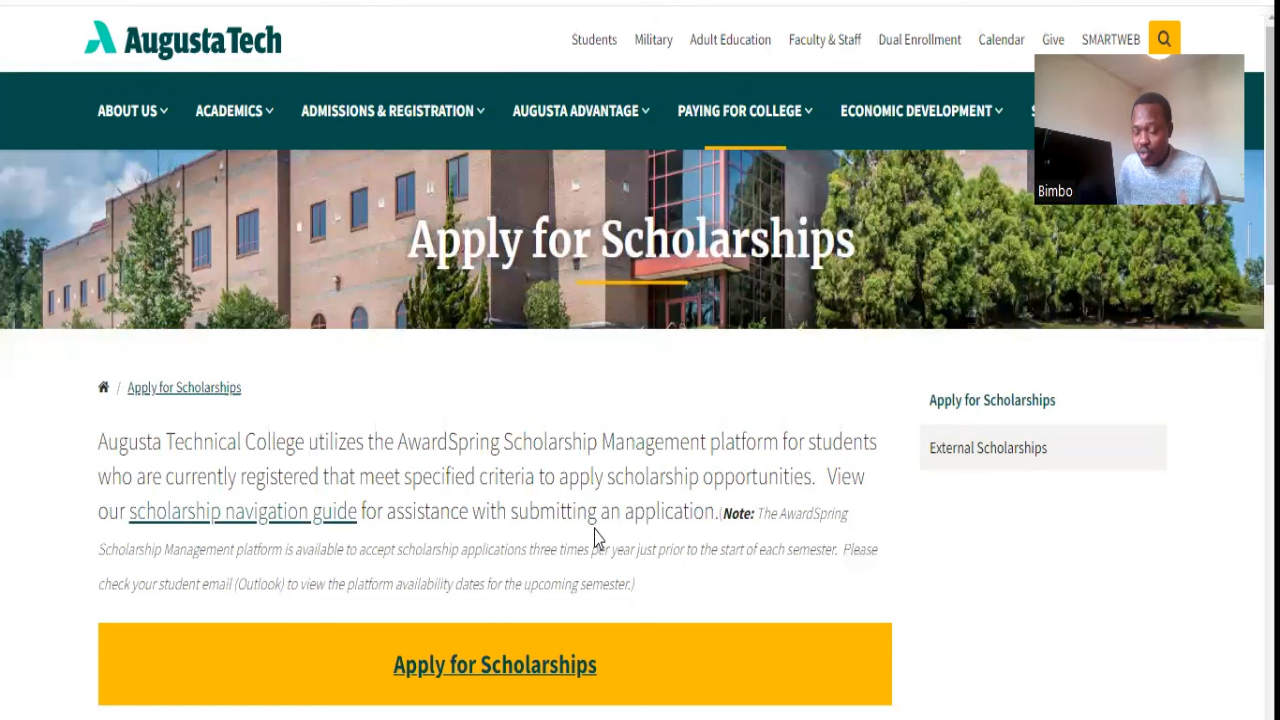 AugustaTech
Students Military Adult Education Faculty & Staff Dual Enrollment Calendar Give SMARTWEB
ABOUT US ACADEMICS ADMISSIONS & REGISTRATION AUGUSTA ADVANTAGE PAYING FOR COLLEGE ECONOMIC DEVELOPMENT
Bimbo
Apply for Scholarships
/ Apply for Scholarships
Apply for Scholarships
External Scholarships
Augusta Technical College utilizes the AwardSpring Scholarship Management platform for students
who are currently registered that meet specified criteria to apply scholarship opportunities. View
our scholarship navigation guide for assistance with submitting an application.(Note: The AwardSpring
Scholarship Management platform is available to accept scholarship applications three times per year just prior to the start of each semester. Please
check your student email (Outlook) to view the platform availability dates for the upcoming semester.)
Apply for Scholarships